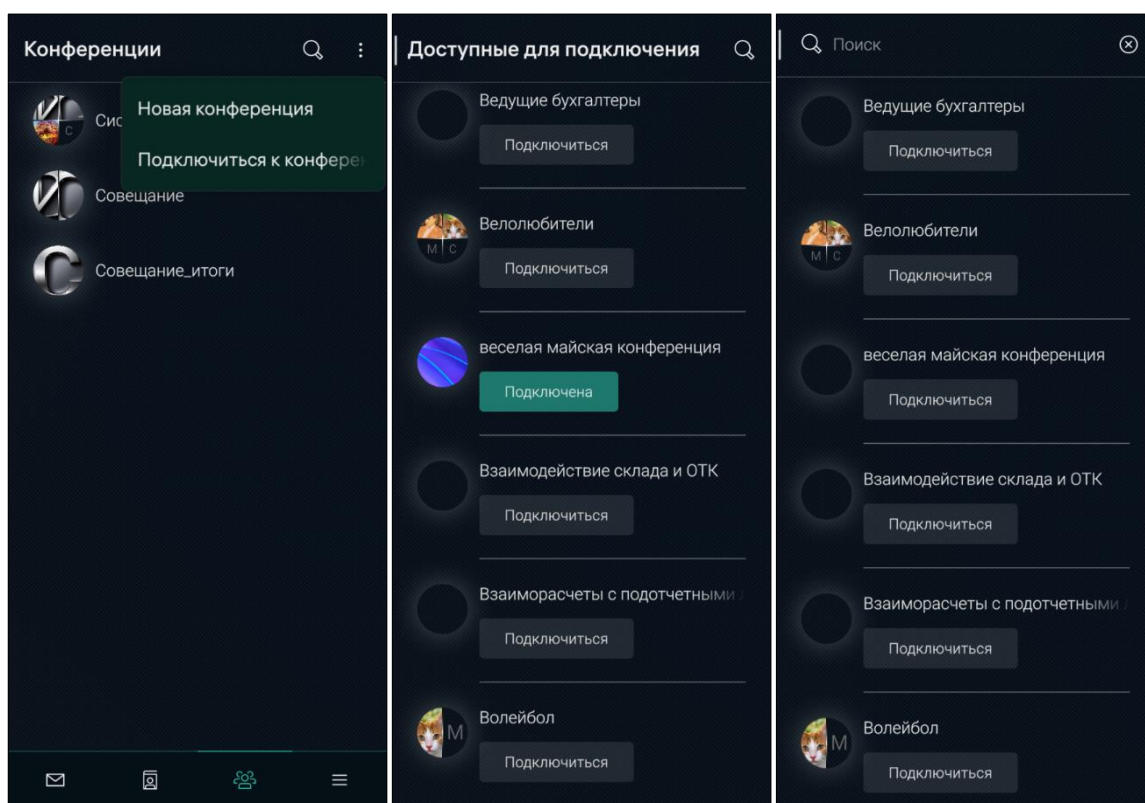 Конференции
Новая конференция
Сис
Подключиться к конфере
Совещание
Совещание_итоги
Доступные для подключения
Ведущие бухгалтеры
Подключиться
Велолюбители
М С
Подключиться
веселая майская конференция
Подключена
Взаимодействие склада и ОТК
Подключиться
Взаиморасчеты с подотчетными
Подключиться
Волейбол
М
Подключиться
Поиск
Ведущие бухгалтеры
Подключиться
Велолюбители
М С
Подключиться
веселая майская конференция
Подключиться
Взаимодействие склада и ОТК
Подключиться
Взаиморасчеты с подотчетными
Подключиться
Волейбол
М
Подключиться